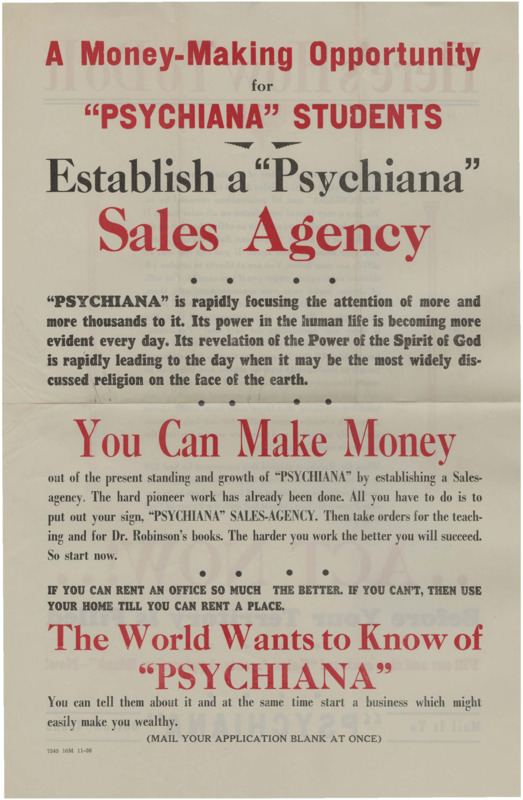 A Money-Making Opportunity
for
“PSYCHIANA” STUDENTS
Establish a “Psychiana”
Sales Agency
“PSYCHIANA” is rapidly focusing the attention of more and
more thousands to it. Its power in the human life is becoming more
evident every day. Its revelation of the Power of the Spirit of God
is rapidly leading to the day when it may be the most widely dis-
cussed religion on the face of the earth.
You Can Make Money
out of the present standing and growth of “PSYCHIANA” by establishing a Sales-
agency. The hard pioneer work has already been done. All you have to do is to
put out your sign, “PSYCHIANA” SALES-AGENCY. Then take orders for the teach-
ing and for Dr. Robinson's books. The harder you work the better you will succeed.
So start now.
IF YOU CAN RENT AN OFFICE SO MUCH THE BETTER. IF YOU CAN'T, THEN USE
YOUR HOME TILL YOU CAN RENT A PLACE.
The World Wants to Know of
“PSYCHIANA”
You can tell them about it and at the same time start a business which might
easily make you wealthy.
(MAIL YOUR APPLICATION BLANK AT ONCE)